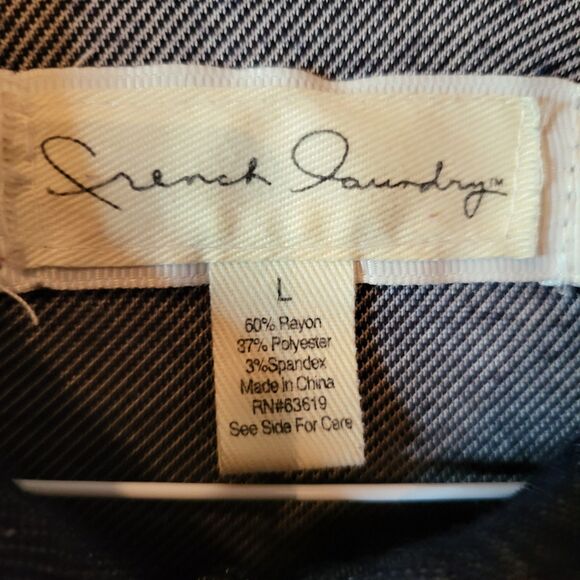 French Laundry™
L
60% Rayon
37% Polyester
3%Spandex
Made in China
RN#63619
See Side For Care